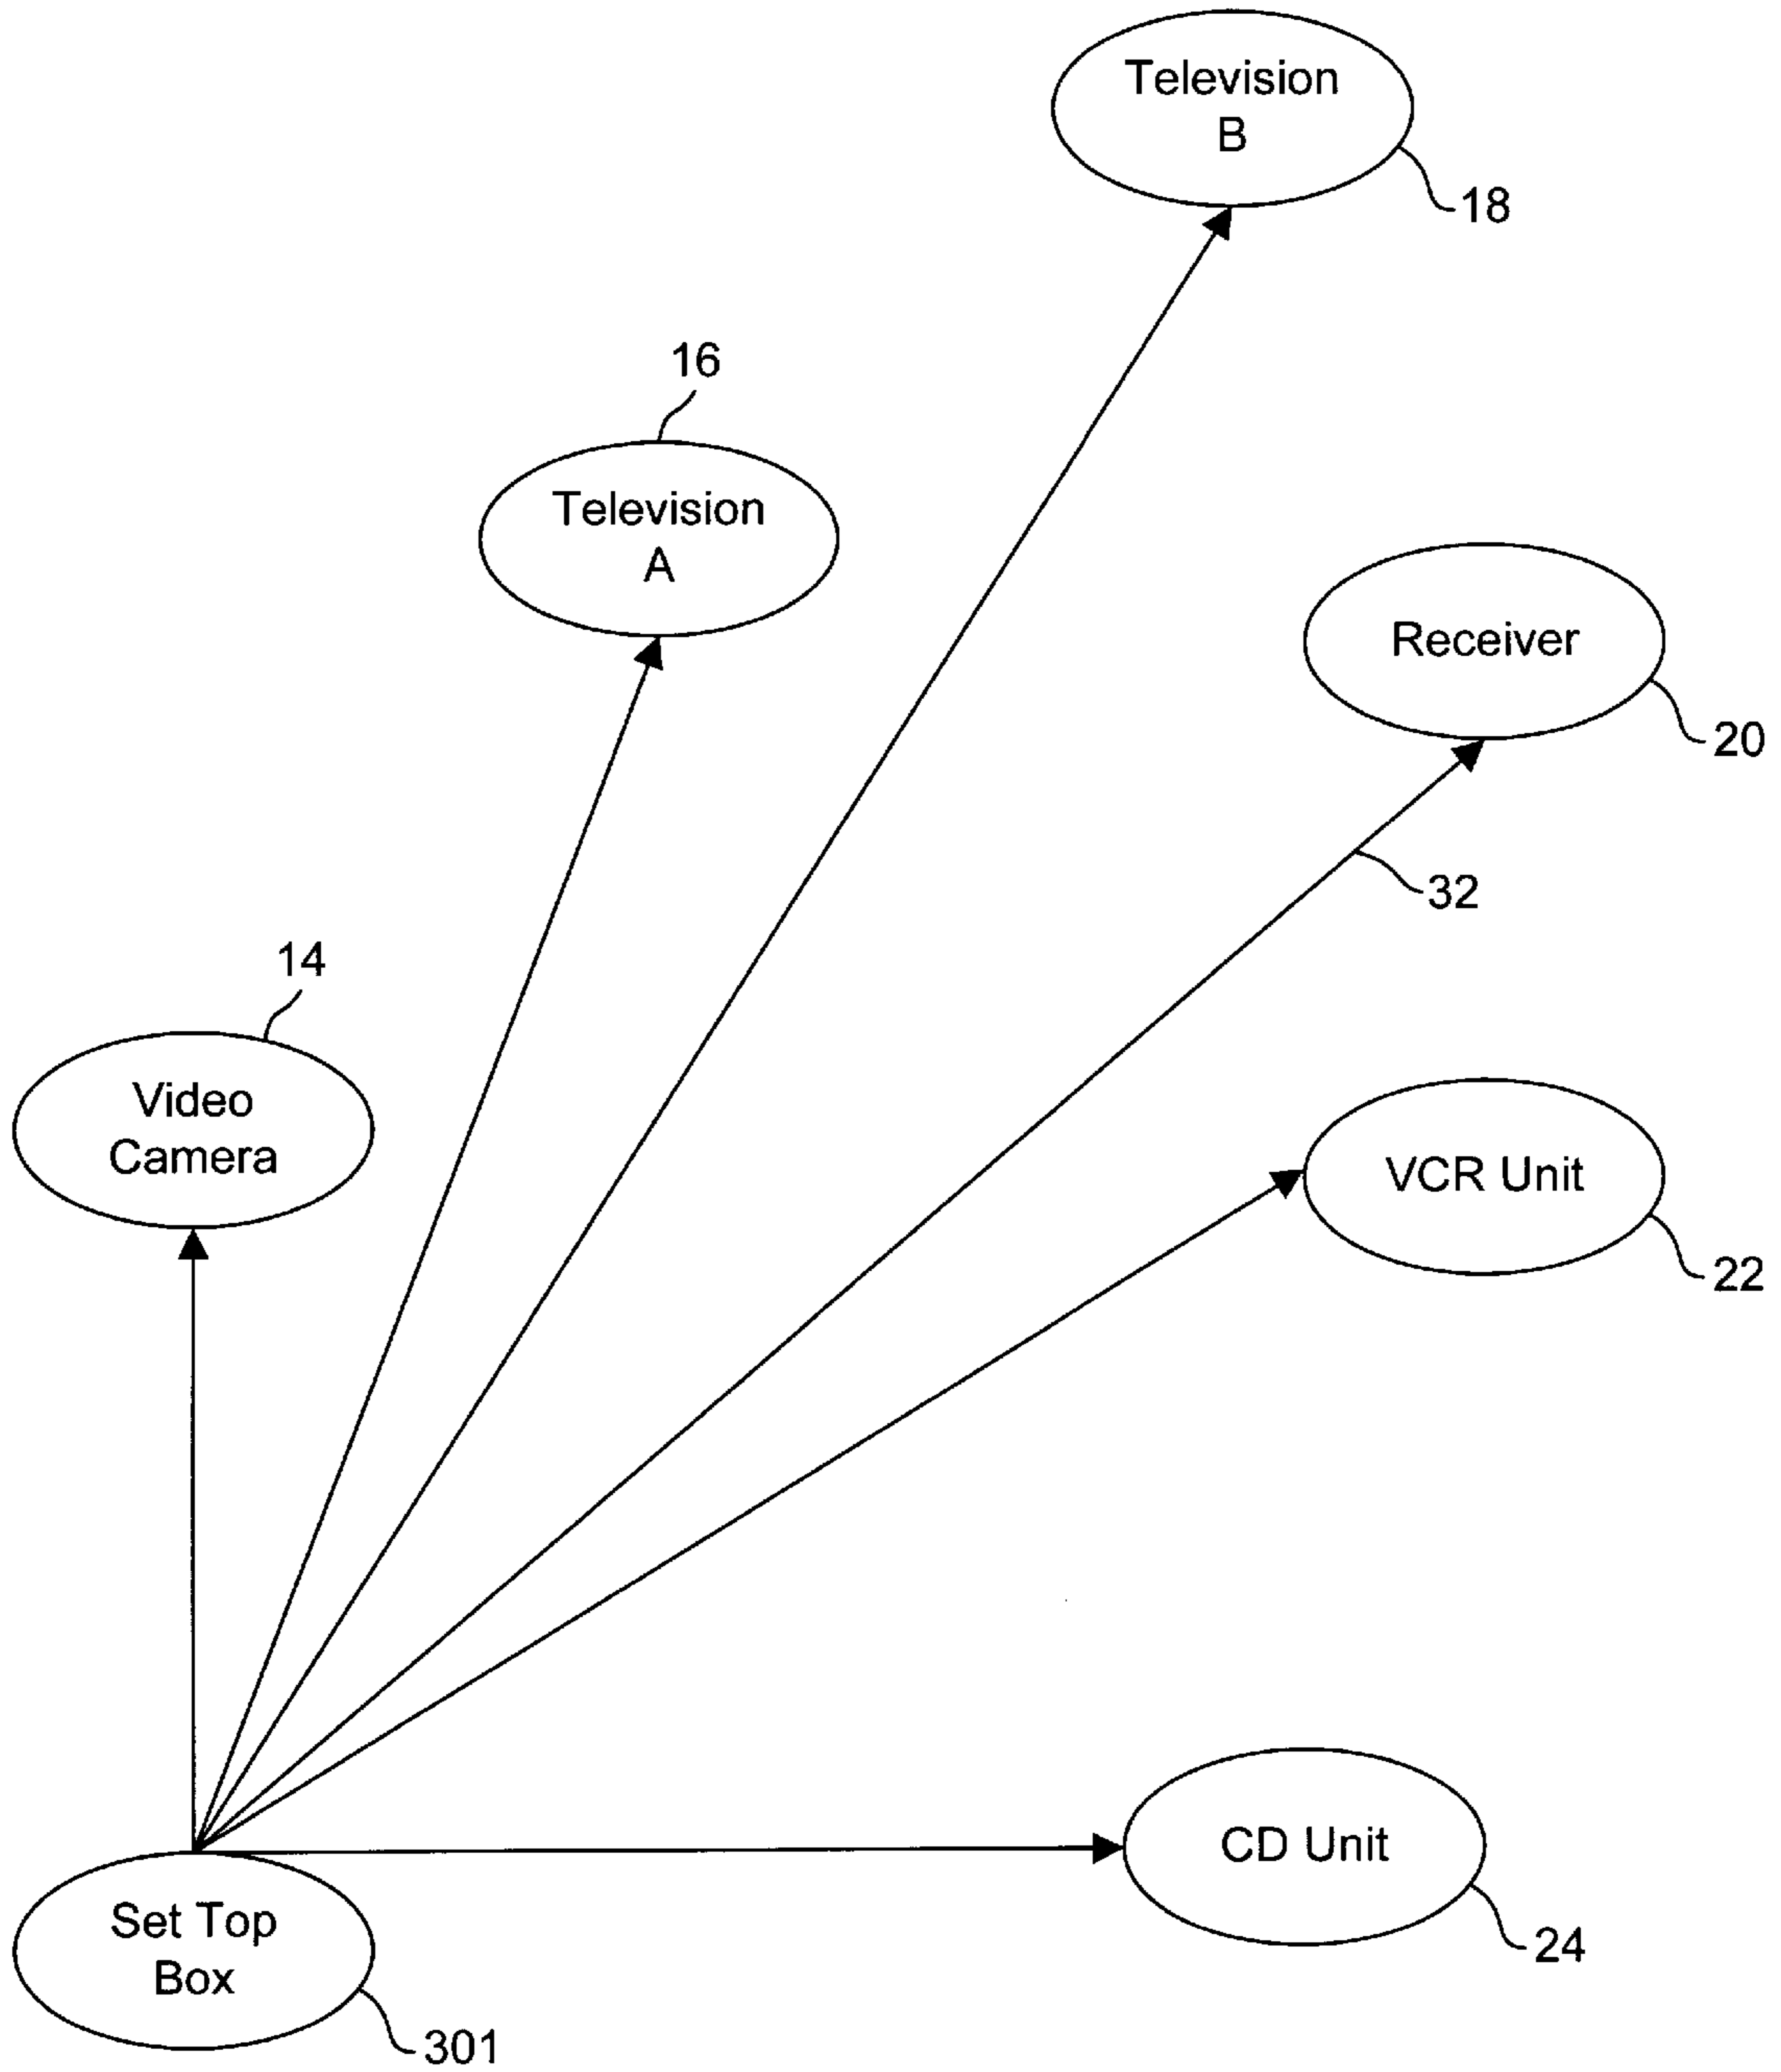 Television
B
18
16
Television
A
Receiver
20
32
14
Video
Camera
VCR Unit
22
CD Unit
24
Set Top
Box
301